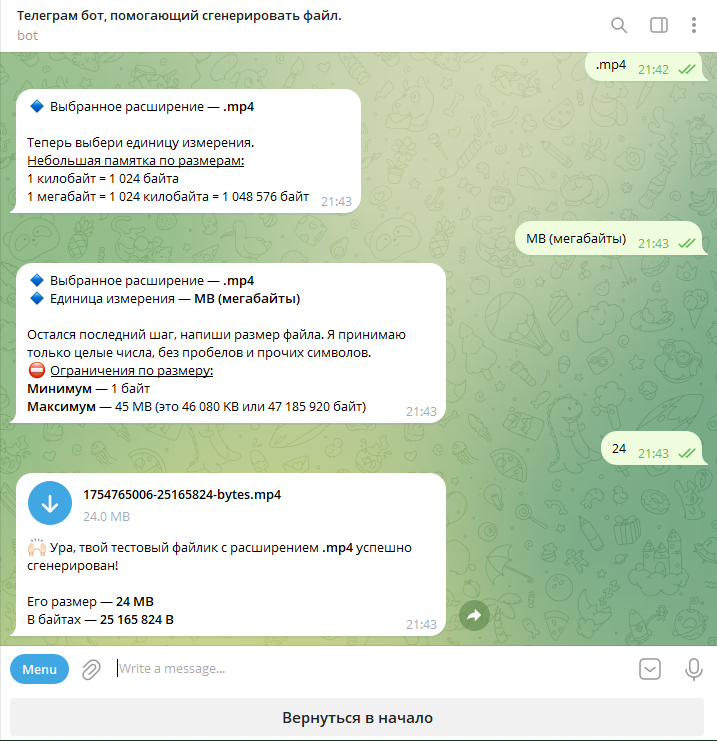 Телеграм бот, помогающий сгенерировать файл.
bot
.mp4 21:42
Выбранное расширение — .mp4
Теперь выбери единицу измерения.
Небольшая памятка по размерам:
1 килобайт = 1 024 байта
1 мегабайт = 1 024 килобайта = 1 048 576 байт 21:43
MB (мегабайты) 21:43
Выбранное расширение — .mp4
Единица измерения — MB (мегабайты)
Остался последний шаг, напиши размер файла. Я принимаю
только целые числа, без пробелов и прочих символов.
Ограничения по размеру:
Минимум — 1 байт
Максимум — 45 MB (это 46 080 KB или 47 185 920 байт) 21:43
24 21:43
1754765006-25165824-bytes.mp4
24.0 MB
Ура, твой тестовый файлик с расширением .mp4 успешно
сгенерирован!
Его размер — 24 MB
В байтах — 25 165 824 B 21:43
Menu Write a message...
Вернуться в начало